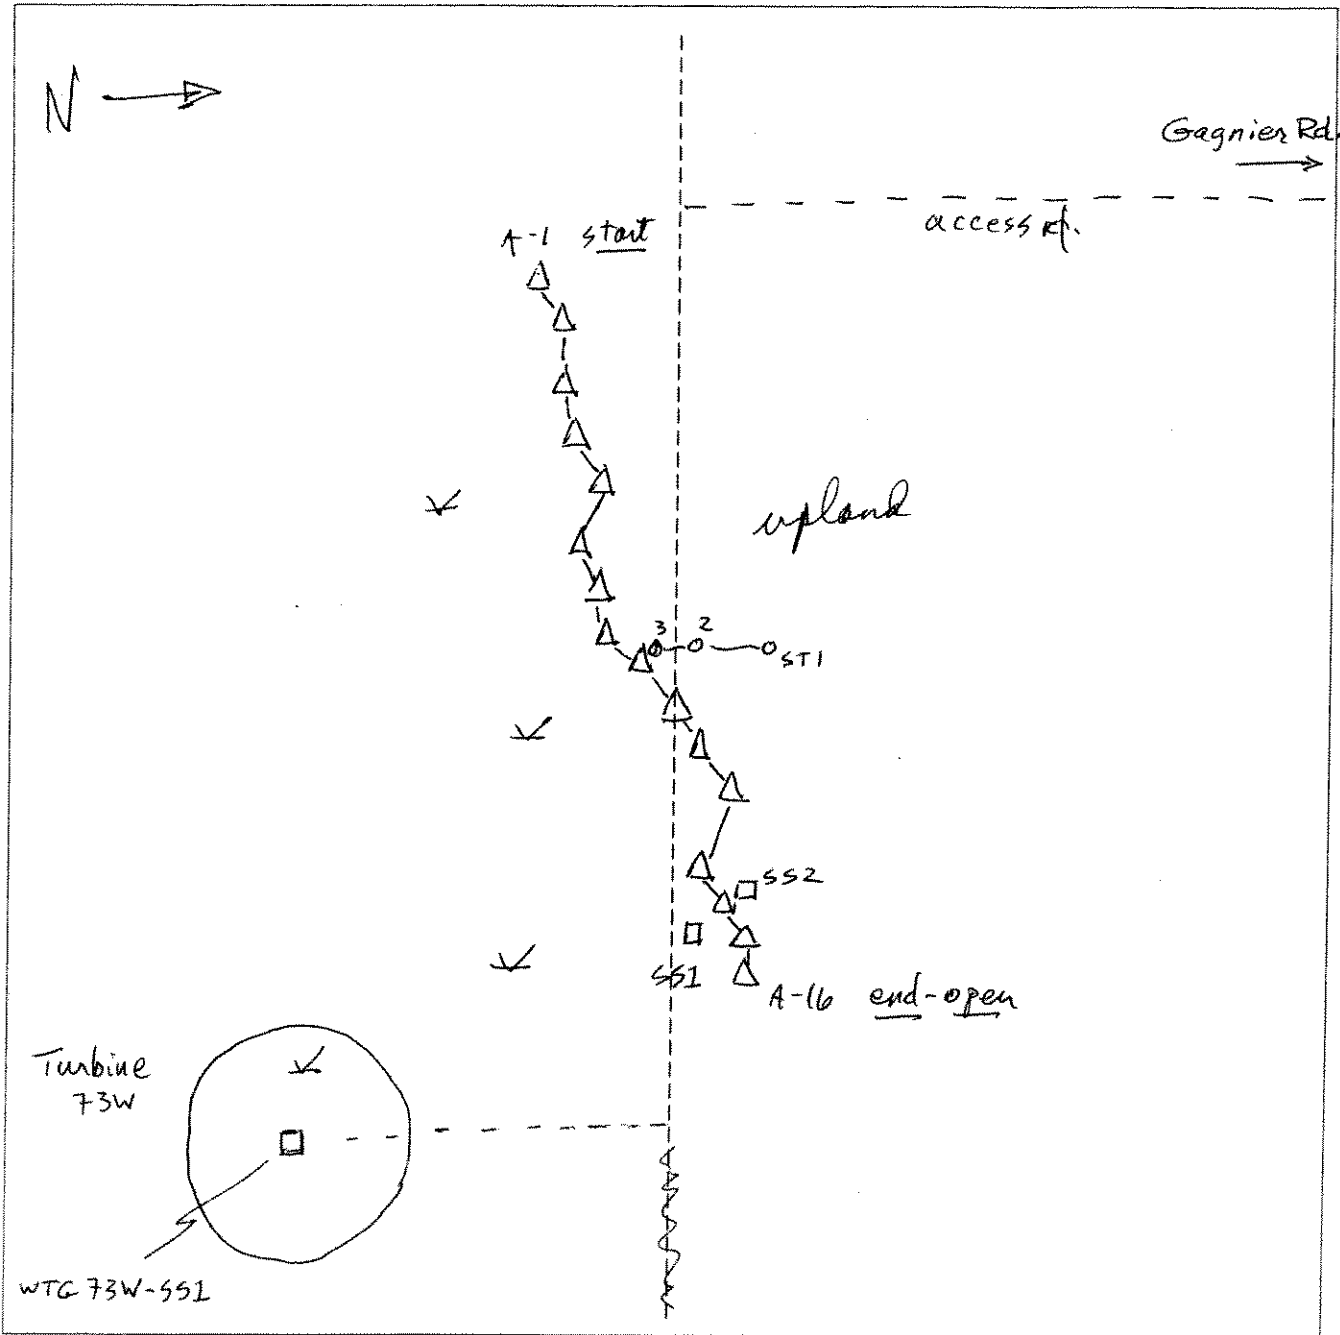 N
Gagnier Rd.
access rd.
A-1 start
upland
3 2
ST1
SS2
SS1
A-16 end-open
Turbine
73W
WTG 73W-SS1